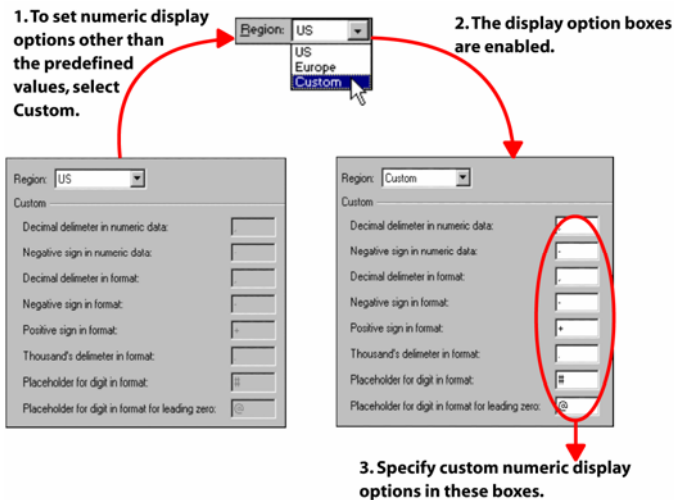 1. To set numeric display
options other than
the predefined
values, select
Custom.
Region: US
US
Europe
Custom
2. The display option boxes
are enabled.
Region: US
Custom
Decimal delimeter in numeric data: .
Negative sign in numeric data: -
Decimal delimeter in format: .
Negative sign in format: -
Positive sign in format: +
Thousand's delimeter in format:
Placeholder for digit in format: #
Placeholder for digit in format for leading zero: @
Region: Custom
Custom
Decimal delimeter in numeric data:
Negative sign in numeric data: -
Decimal delimeter in format:
Negative sign in format: -
Positive sign in format: +
Thousand's delimeter in format:
Placeholder for digit in format: #
Placeholder for digit in format for leading zero: @
3. Specify custom numeric display
options in these boxes.